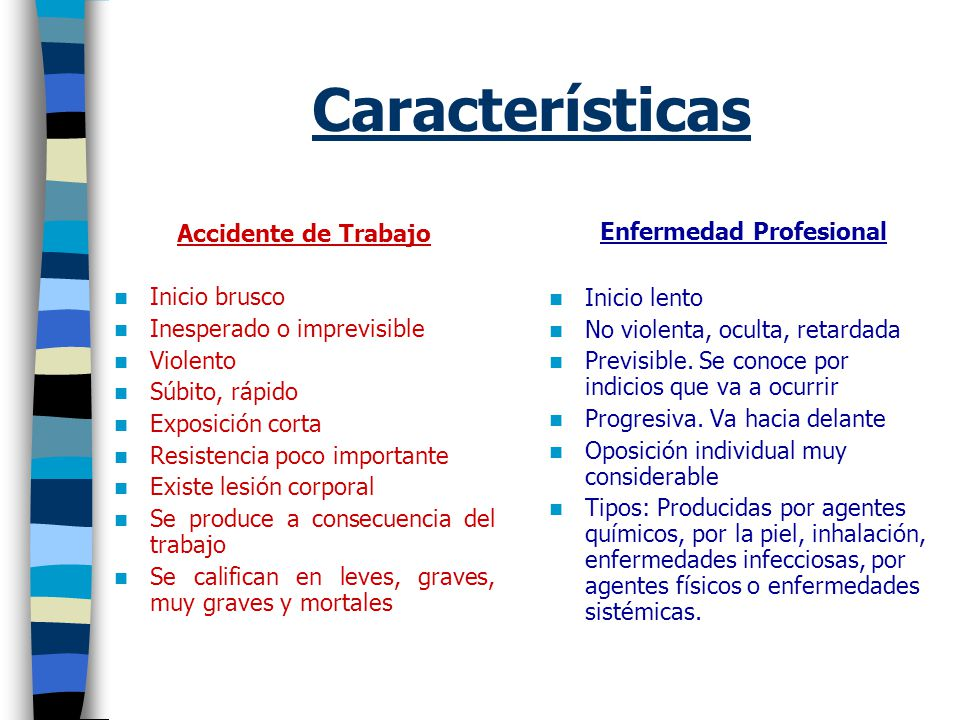 Características
Accidente de Trabajo
Inicio brusco
Inesperado o imprevisible
Violento
Súbito, rápido
Exposición corta
Resistencia poco importante
Existe lesión corporal
Se produce a consecuencia del
trabajo
Se califican en leves, graves,
muy graves y mortales
Enfermedad Profesional
Inicio lento
No violenta, oculta, retardada
Previsible. Se conoce por
indicios que va a ocurrir
Progresiva. Va hacia delante
Oposición individual muy
considerable
Tipos: Producidas por agentes
químicos, por la piel, inhalación,
enfermedades infecciosas, por
agentes físicos o enfermedades
sistémicas.